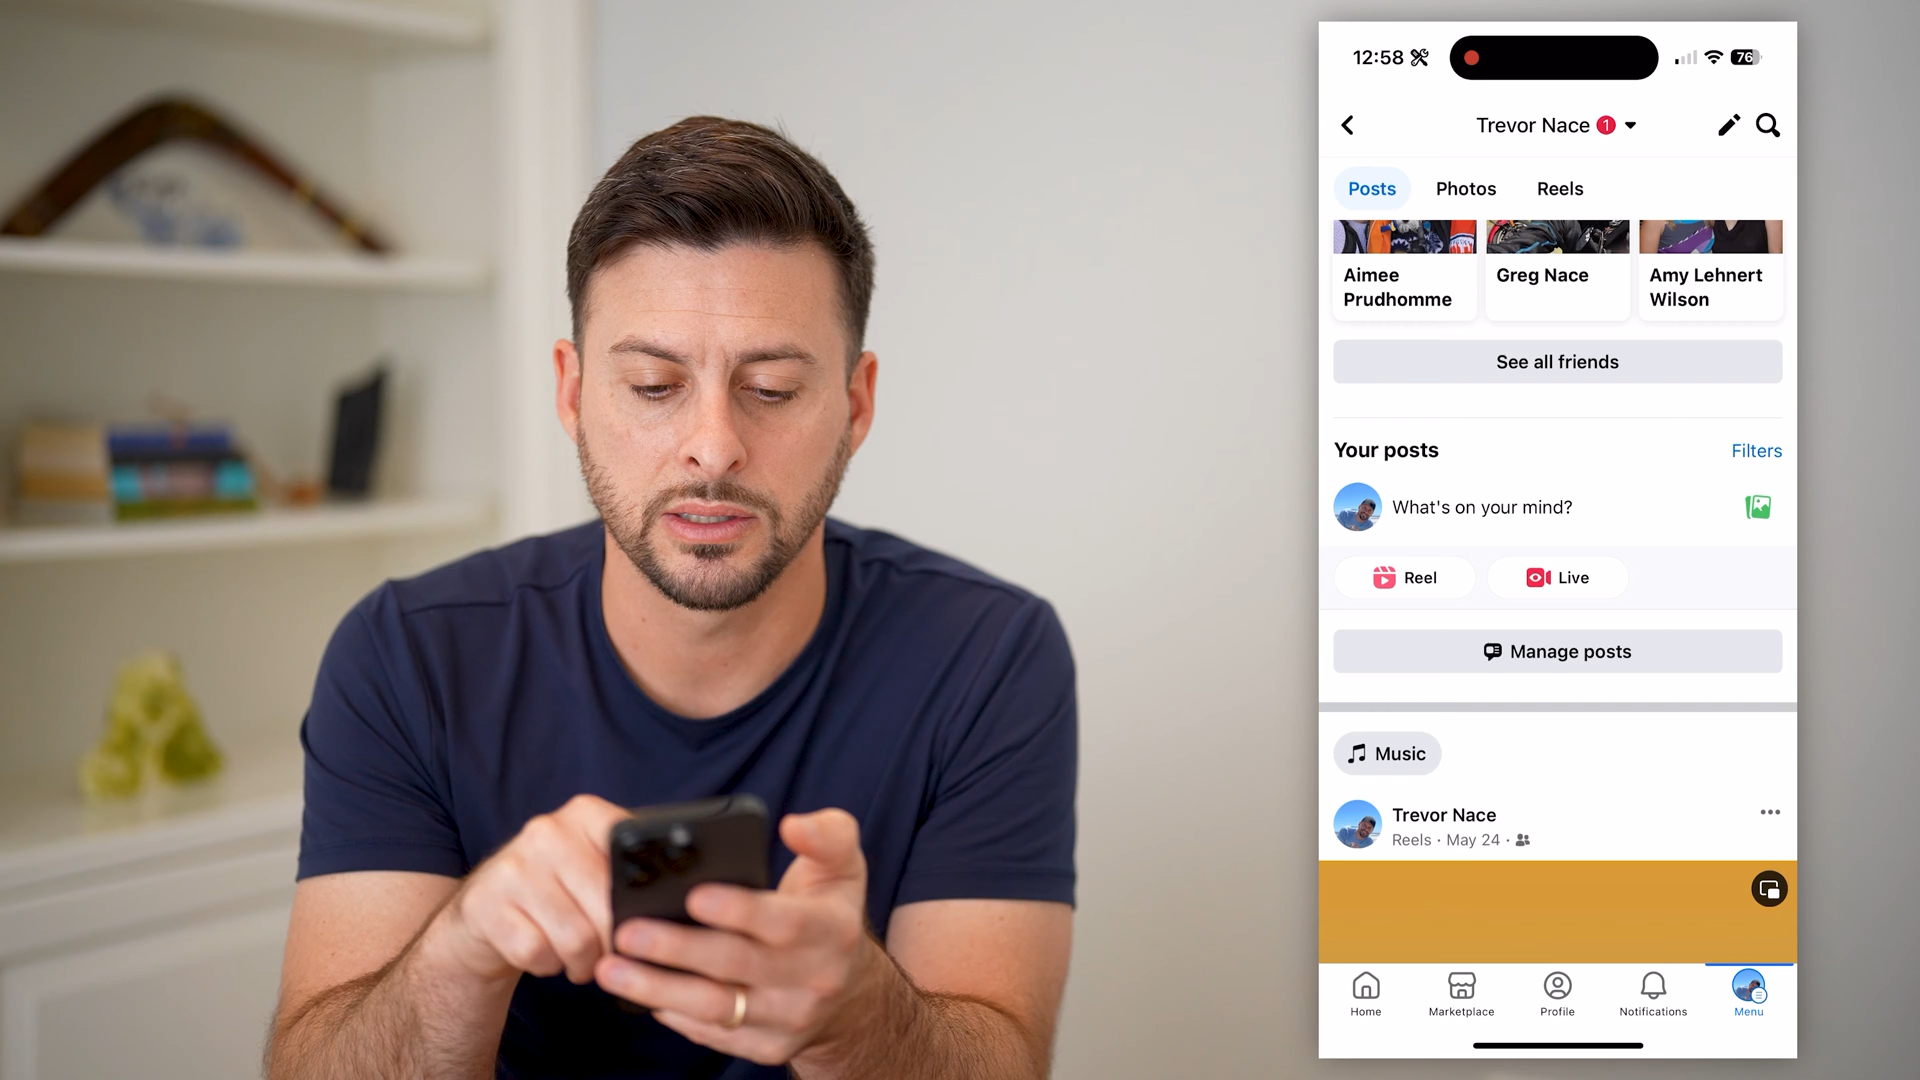 12:58
76
Trevor Nace 1
Posts Photos Reels
Aimee
Prudhomme
Greg Nace
Amy Lehnert
Wilson
See all friends
Your posts Filters
What's on your mind?
Reel Live
Manage posts
Music
Trevor Nace
Reels · May 24 ·
Home Marketplace Profile Notifications Menu